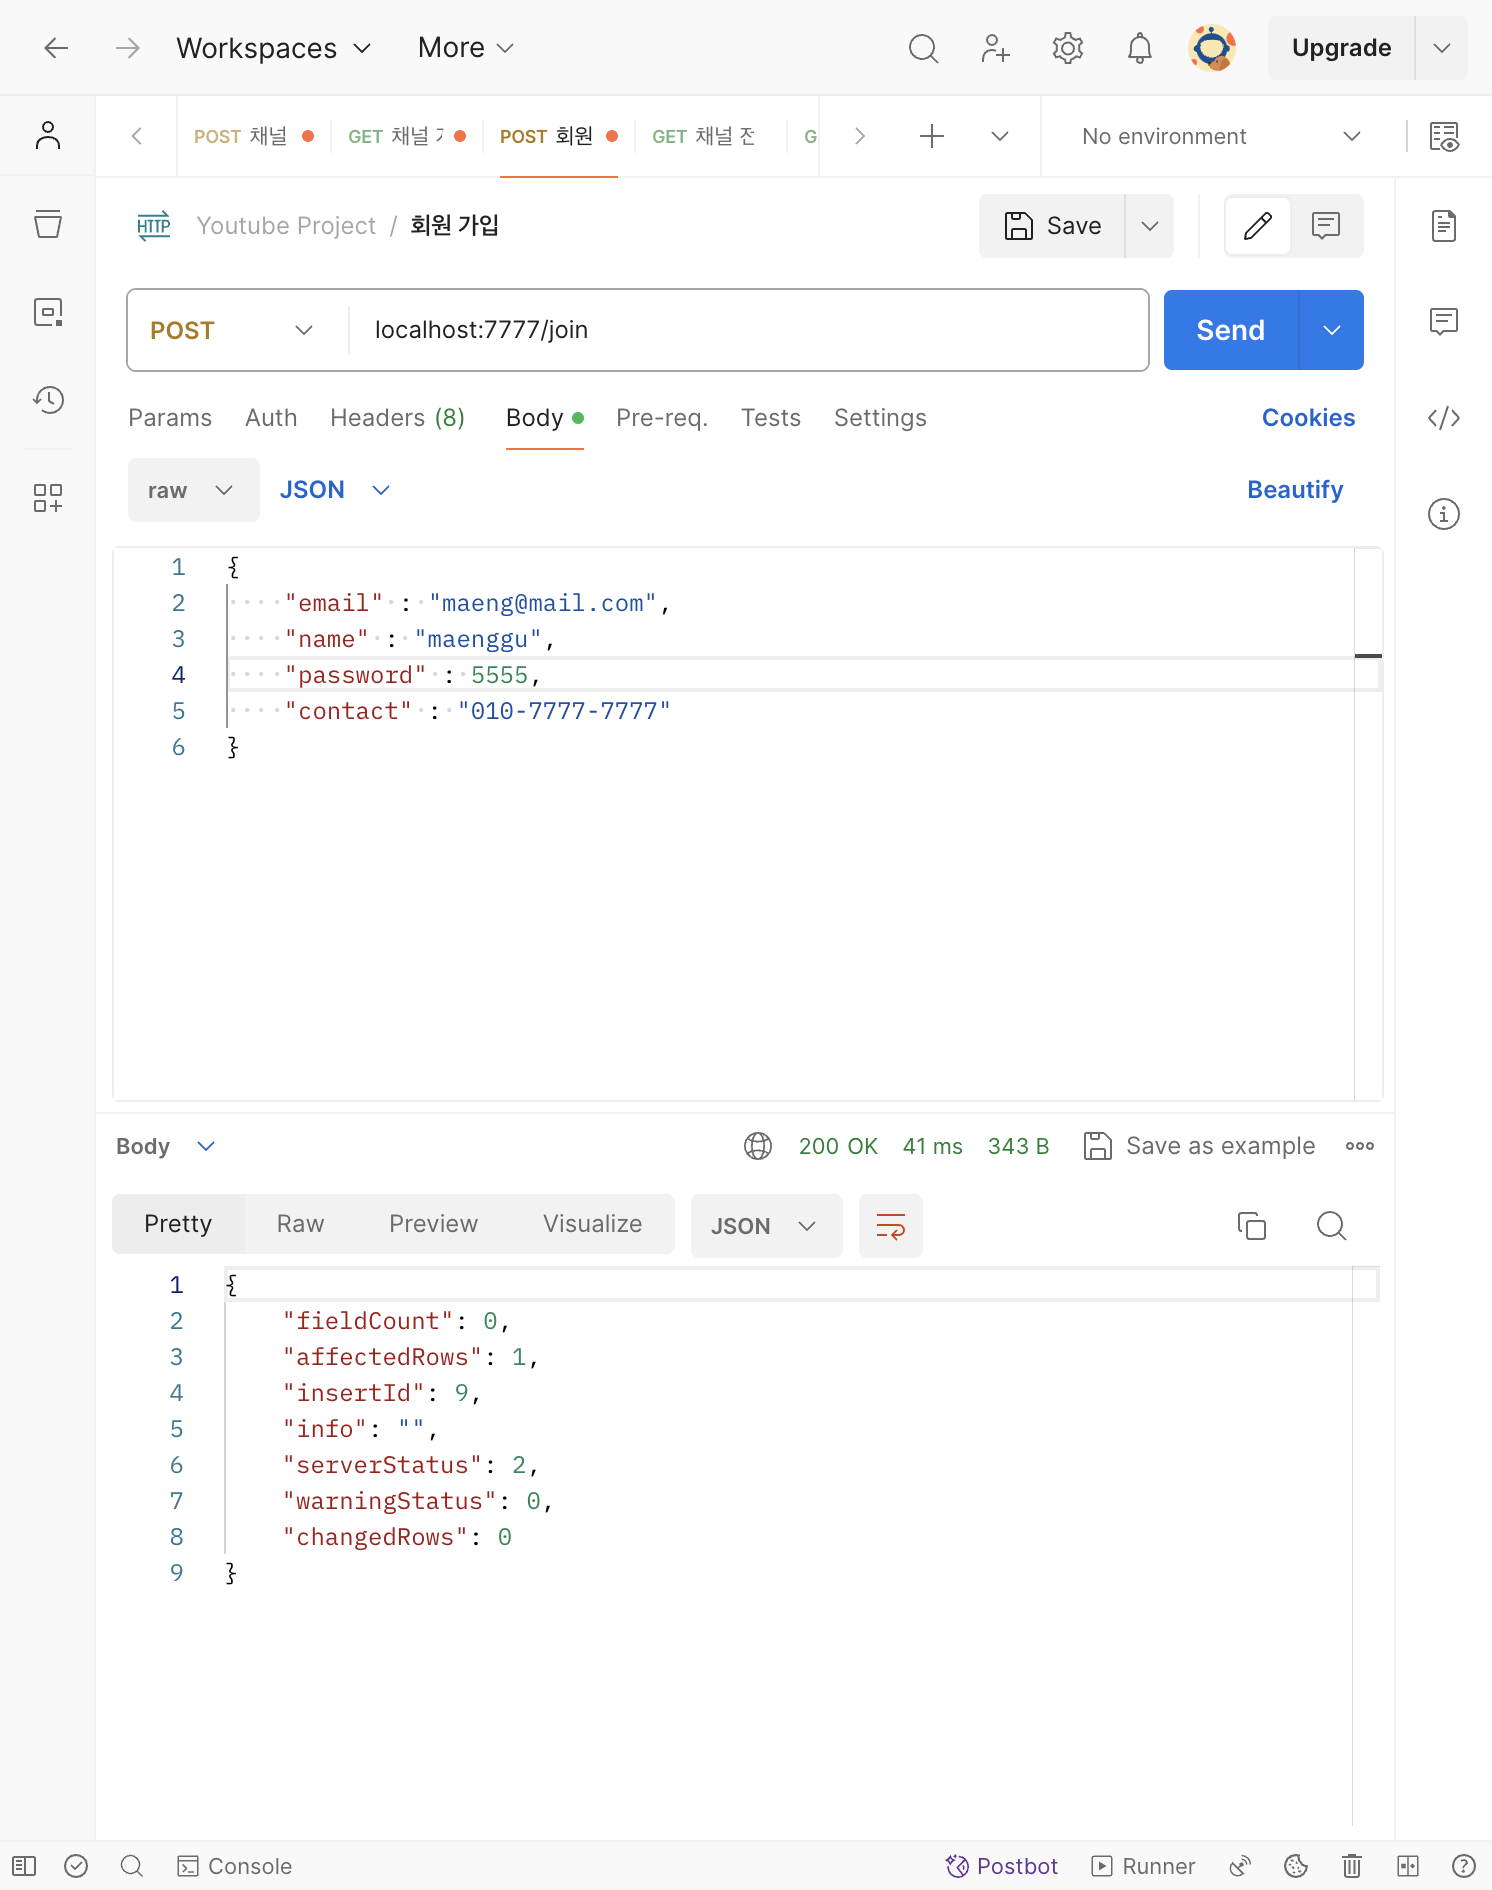 Workspaces More Upgrade
POST 채널 GET 채널 POST 회원 GET 채널 전 G No environment
HTTP Youtube Project / 회원 가입 Save
POST localhost:7777/join Send
Params Auth Headers (8) Body Pre-req. Tests Settings Cookies
raw JSON Beautify
1 {
2 "email" : "maeng@mail.com",
3 "name" : "maenggu",
4 "password" : 5555,
5 "contact" : "010-7777-7777"
6 }
Body 200 OK 41 ms 343 B Save as example
Pretty Raw Preview Visualize JSON
1 {
2 "fieldCount": 0,
3 "affectedRows": 1,
4 "insertId": 9,
5 "info": "",
6 "serverStatus": 2,
7 "warningStatus": 0,
8 "changedRows": 0
9 }
Console Postbot Runner